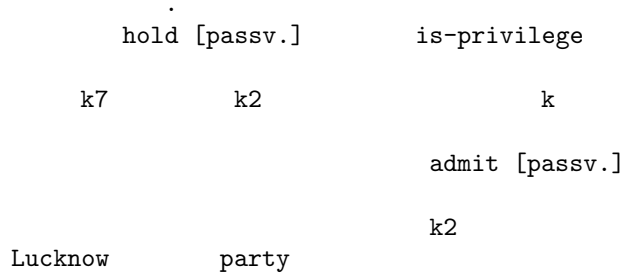 .
hold [passv.] is-privilege
k7 k2 k
admit [passv.]
k2
Lucknow party